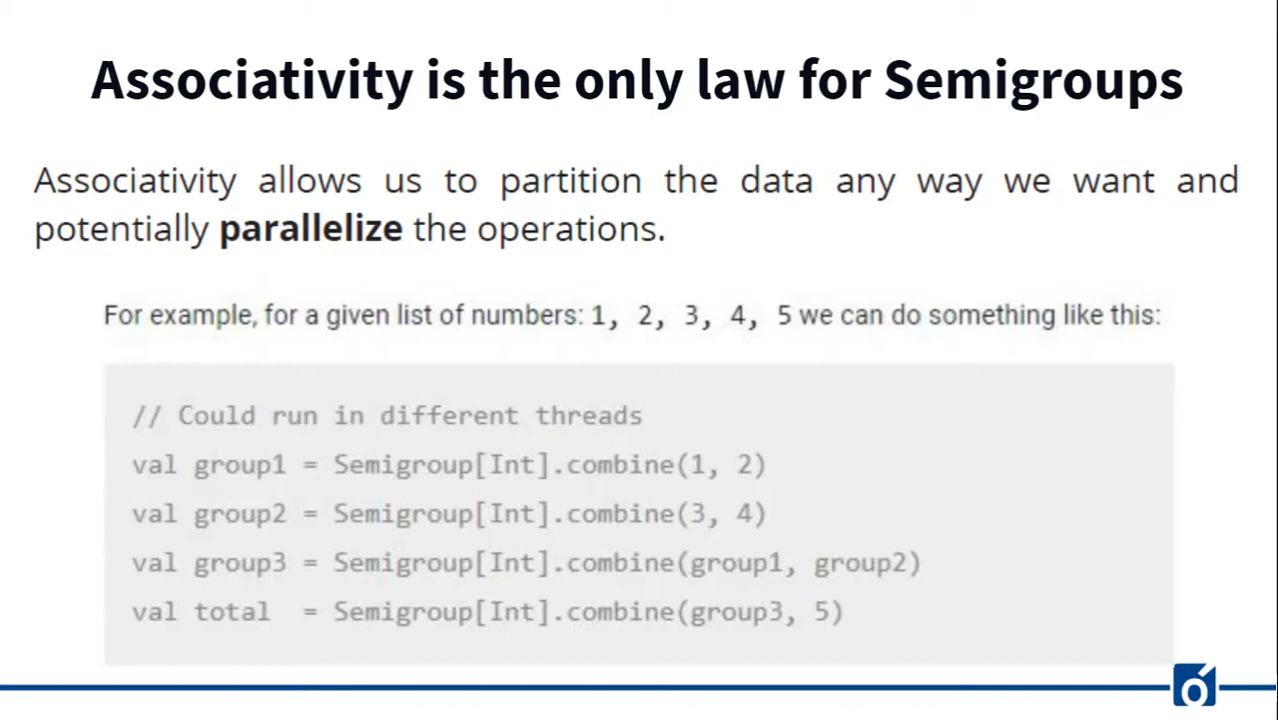 Associativity is the only law for Semigroups
Associativity allows us to partition the data any way we want and
potentially parallelize the operations.
For example, for a given list of numbers: 1, 2, 3, 4, 5 we can do something like this:
// Could run in different threads
val group1 = Semigroup[Int].combine(1, 2)
val group2 = Semigroup[Int].combine(3, 4)
val group3 = Semigroup[Int].combine(group1, group2)
val total  = Semigroup[Int].combine(group3, 5)
ó